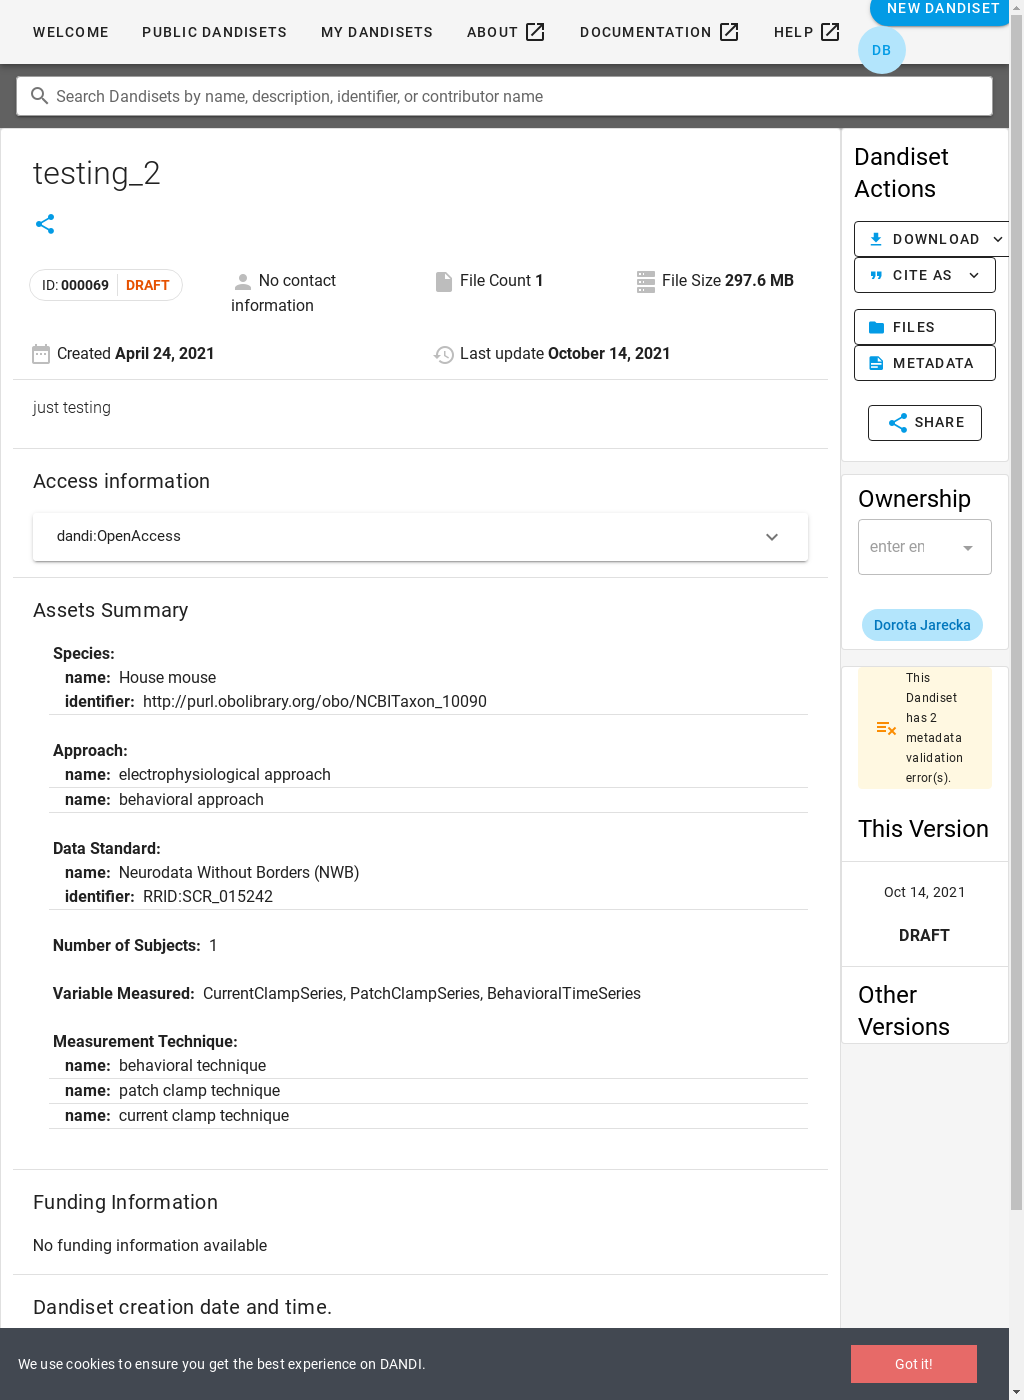 WELCOME
PUBLIC DANDISETS
MY DANDISETS
ABOUT
DOCUMENTATION
HELP
NEW DANDISET
DB
Search Dandisets by name, description, identifier, or contributor name
testing_2
ID: 000069 DRAFT
No contact
information
File Count 1
File Size 297.6 MB
Created April 24, 2021
Last update October 14, 2021
just testing
Access information
dandi:OpenAccess
Assets Summary
Species:
name: House mouse
identifier: http://purl.obolibrary.org/obo/NCBITaxon_10090
Approach:
name: electrophysiological approach
name: behavioral approach
Data Standard:
name: Neurodata Without Borders (NWB)
identifier: RRID:SCR_015242
Number of Subjects: 1
Variable Measured: CurrentClampSeries, PatchClampSeries, BehavioralTimeSeries
Measurement Technique:
name: behavioral technique
name: patch clamp technique
name: current clamp technique
Funding Information
No funding information available
Dandiset creation date and time.
Dandiset
Actions
DOWNLOAD
CITE AS
FILES
METADATA
SHARE
Ownership
enter en
Dorota Jarecka
This
Dandiset
has 2
metadata
validation
error(s).
This Version
Oct 14, 2021
DRAFT
Other
Versions
We use cookies to ensure you get the best experience on DANDI.
Got it!